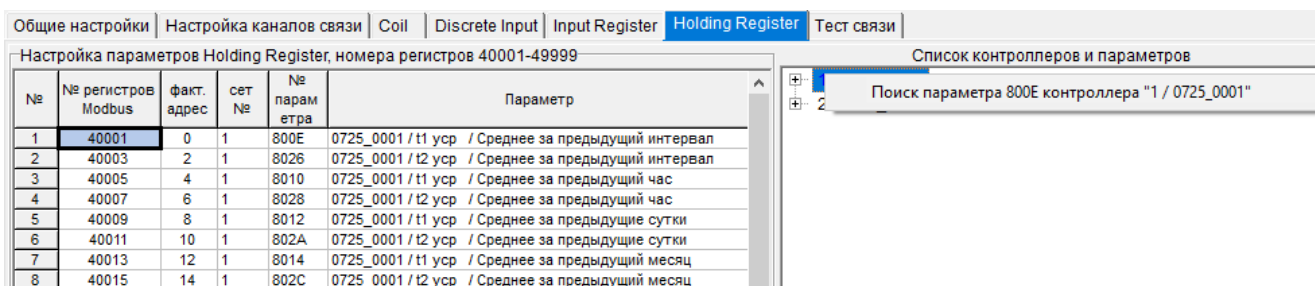 Общие настройки Настройка каналов связи Coil Discrete Input Input Register Holding Register Тест связи
Настройка параметров Holding Register, номера регистров 40001-49999
№ № регистров Modbus факт. адрес сет № № парам етра Параметр
1 40001 0 1 800E 0725_0001 / t1 уср / Среднее за предыдущий интервал
2 40003 2 1 8026 0725_0001 / t2 уср / Среднее за предыдущий интервал
3 40005 4 1 8010 0725_0001 / t1 уср / Среднее за предыдущий час
4 40007 6 1 8028 0725_0001 / t2 уср / Среднее за предыдущий час
5 40009 8 1 8012 0725_0001 / t1 уср / Среднее за предыдущие сутки
6 40011 10 1 802A 0725_0001 / t2 уср / Среднее за предыдущие сутки
7 40013 12 1 8014 0725_0001 / t1 уср / Среднее за предыдущий месяц
8 40015 14 1 802C 0725_0001 / t2 уср / Среднее за предыдущий месяц
Список контроллеров и параметров
1
Поиск параметра 800E контроллера "1 / 0725_0001"
2